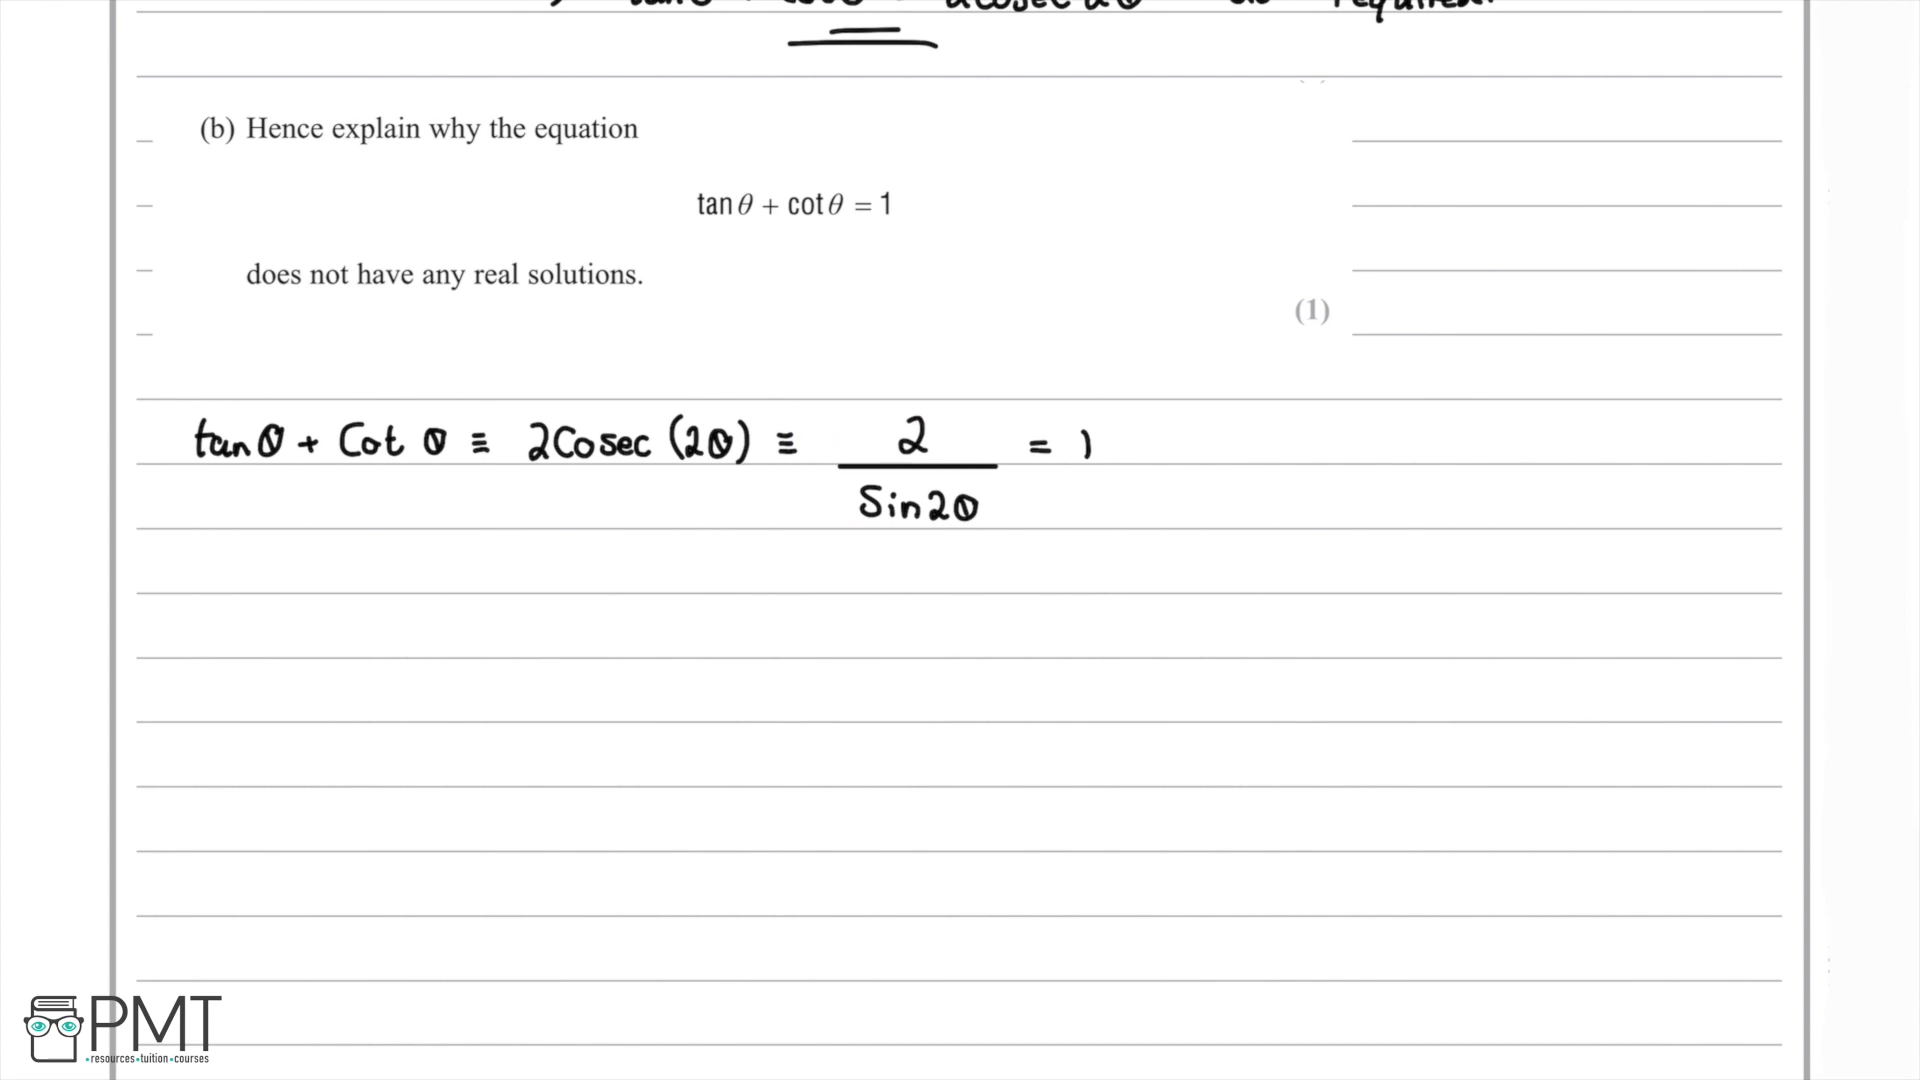 required.
(b) Hence explain why the equation
tan θ + cot θ = 1
does not have any real solutions.
(1)
tan θ + Cot θ ≡ 2Cosec (2θ) ≡ 2 / Sin2θ = 1
PMT
•resources•tuition•courses